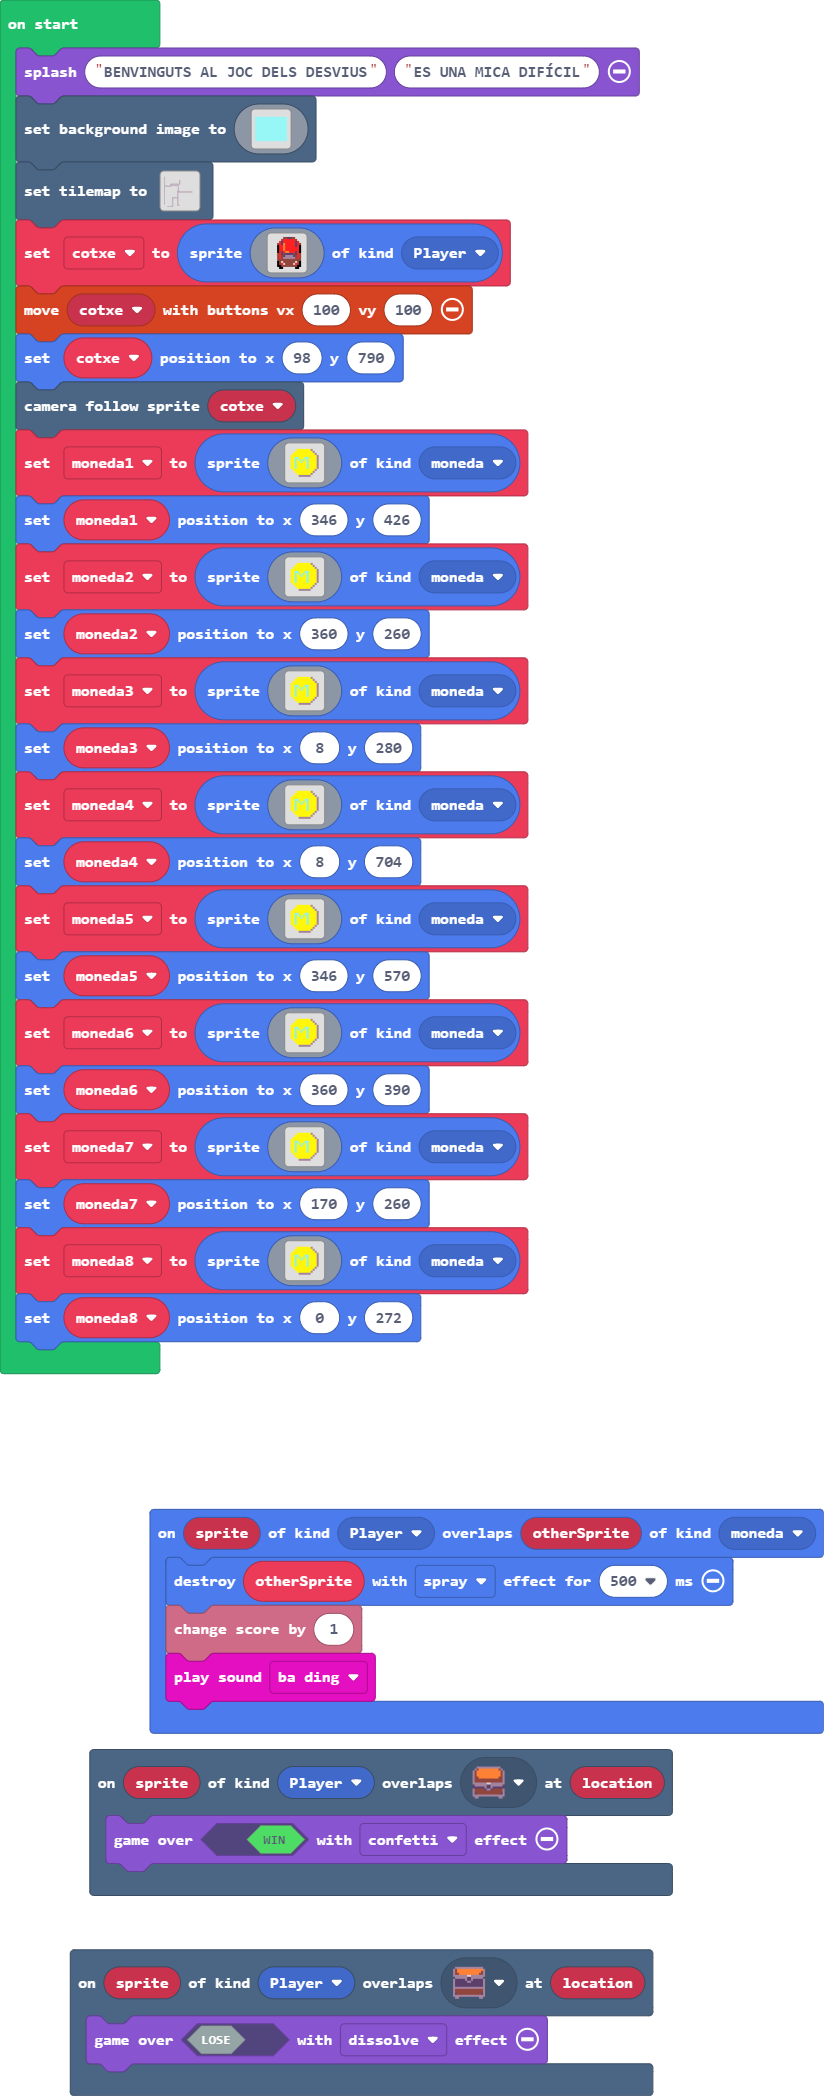 on start
splash "BENVINGUTS AL JOC DELS DESVIUS" "ES UNA MICA DIFÍCIL"
set background image to
set tilemap to
set cotxe to sprite of kind Player
move cotxe with buttons vx 100 vy 100
set cotxe position to x 98 y 790
camera follow sprite cotxe
set moneda1 to sprite of kind moneda
set moneda1 position to x 346 y 426
set moneda2 to sprite of kind moneda
set moneda2 position to x 360 y 260
set moneda3 to sprite of kind moneda
set moneda3 position to x 8 y 280
set moneda4 to sprite of kind moneda
set moneda4 position to x 8 y 704
set moneda5 to sprite of kind moneda
set moneda5 position to x 346 y 570
set moneda6 to sprite of kind moneda
set moneda6 position to x 360 y 390
set moneda7 to sprite of kind moneda
set moneda7 position to x 170 y 260
set moneda8 to sprite of kind moneda
set moneda8 position to x 0 y 272
on sprite of kind Player overlaps otherSprite of kind moneda
destroy otherSprite with spray effect for 500 ms
change score by 1
play sound ba ding
on sprite of kind Player overlaps at location
game over WIN with confetti effect
on sprite of kind Player overlaps at location
game over LOSE with dissolve effect